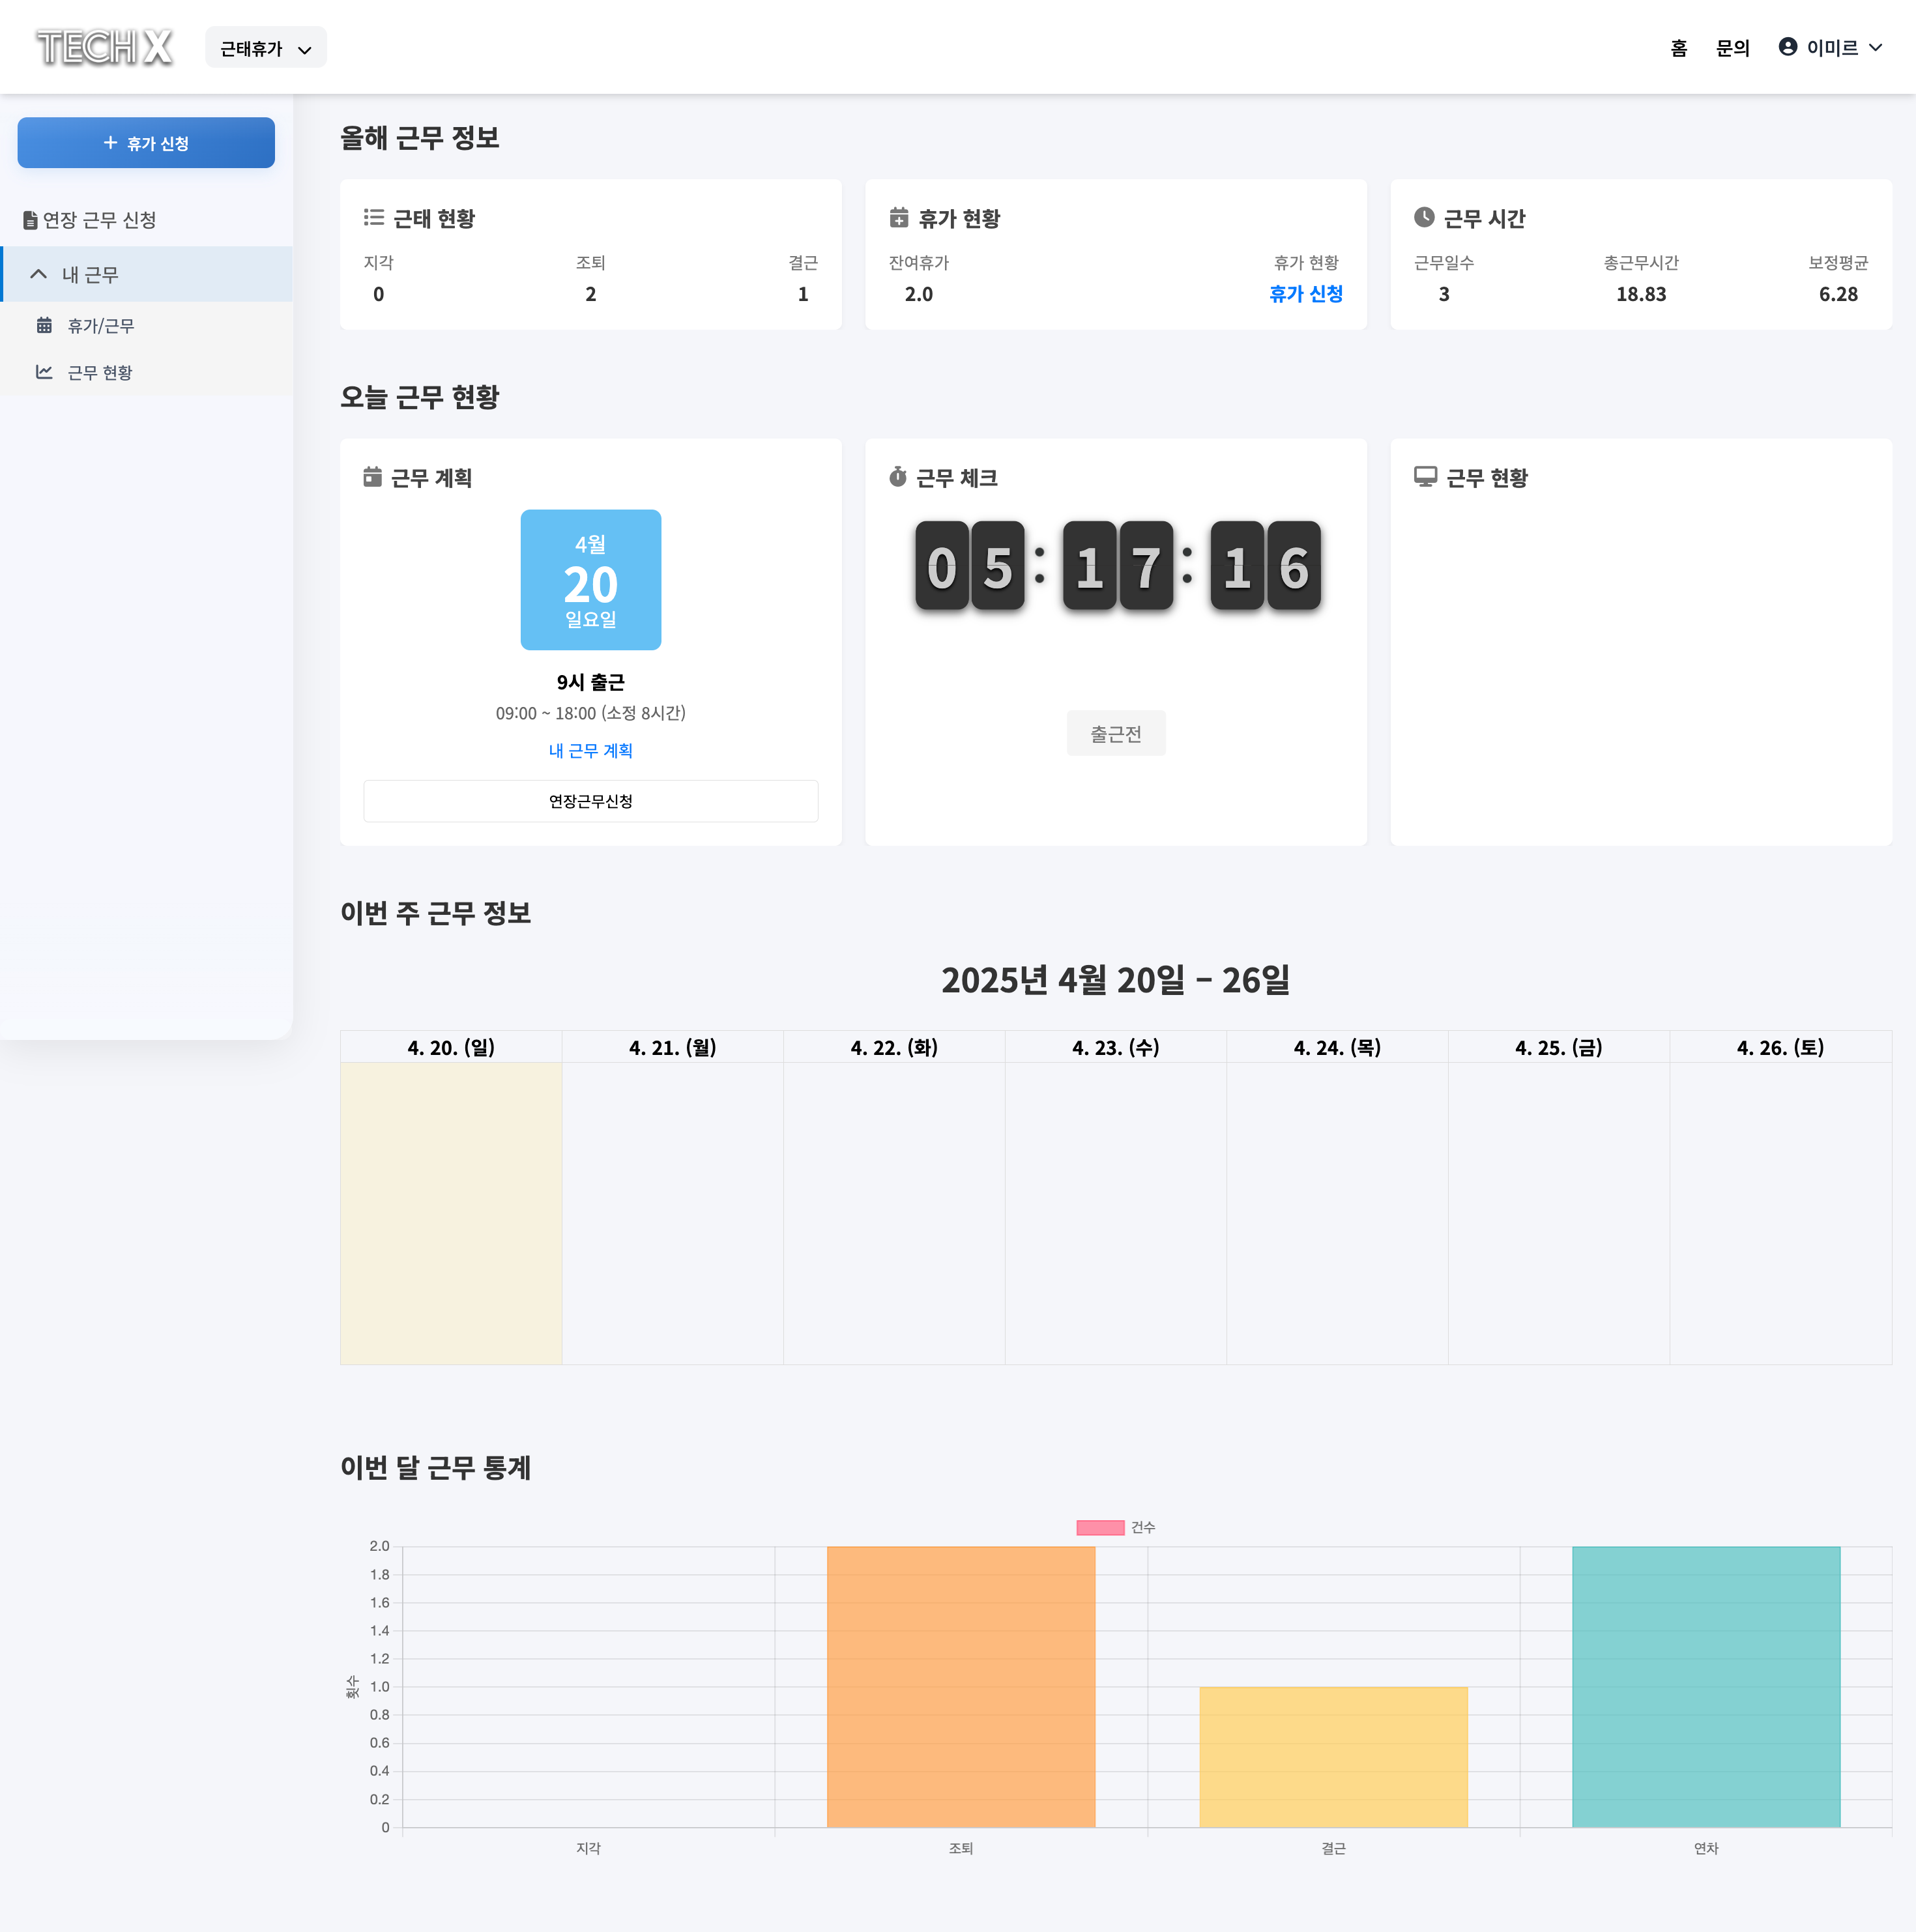 TECH X
근태휴가
홈
문의
이미르
+ 휴가 신청
연장 근무 신청
내 근무
휴가/근무
근무 현황
올해 근무 정보
근태 현황
지각 조퇴 결근
0 2 1
휴가 현황
잔여휴가 휴가 현황
2.0 휴가 신청
근무 시간
근무일수 총근무시간 보정평균
3 18.83 6.28
오늘 근무 현황
근무 계획
4월
20
일요일
9시 출근
09:00 ~ 18:00 (소정 8시간)
내 근무 계획
연장근무신청
근무 체크
05:17:16
출근전
근무 현황
이번 주 근무 정보
2025년 4월 20일 – 26일
4. 20. (일) 4. 21. (월) 4. 22. (화) 4. 23. (수) 4. 24. (목) 4. 25. (금) 4. 26. (토)
이번 달 근무 통계
건수
횟수
2.0
1.8
1.6
1.4
1.2
1.0
0.8
0.6
0.4
0.2
0
지각 조퇴 결근 연차